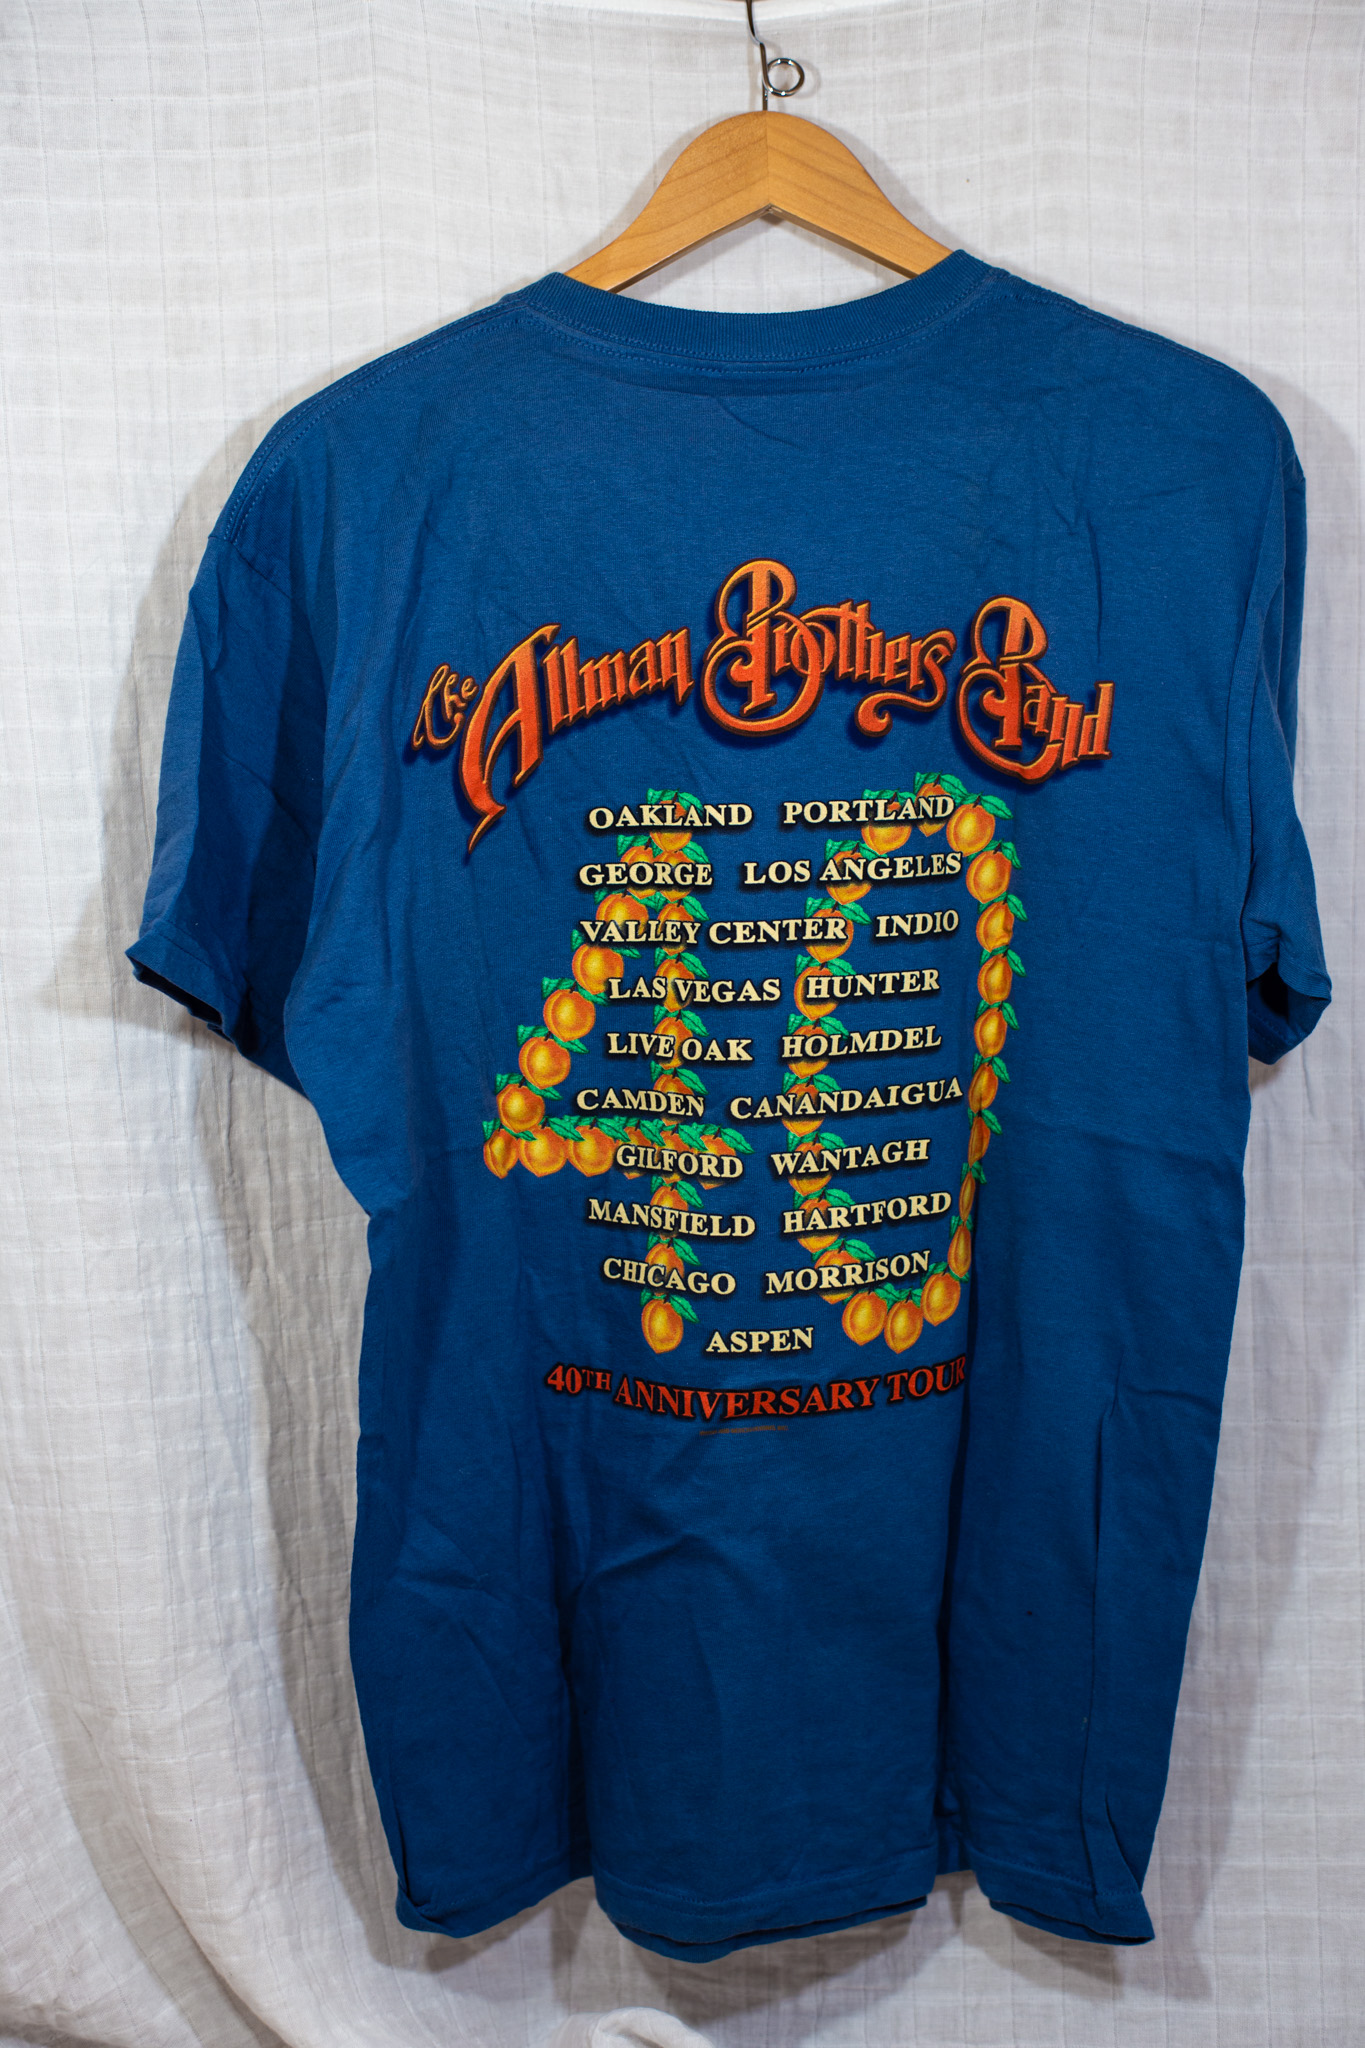 The Allman Brothers Band
OAKLAND PORTLAND
GEORGE LOS ANGELES
VALLEY CENTER INDIO
LAS VEGAS HUNTER
LIVE OAK HOLMDEL
CAMDEN CANANDAIGUA
GILFORD WANTAGH
MANSFIELD HARTFORD
CHICAGO MORRISON
ASPEN
40TH ANNIVERSARY TOUR